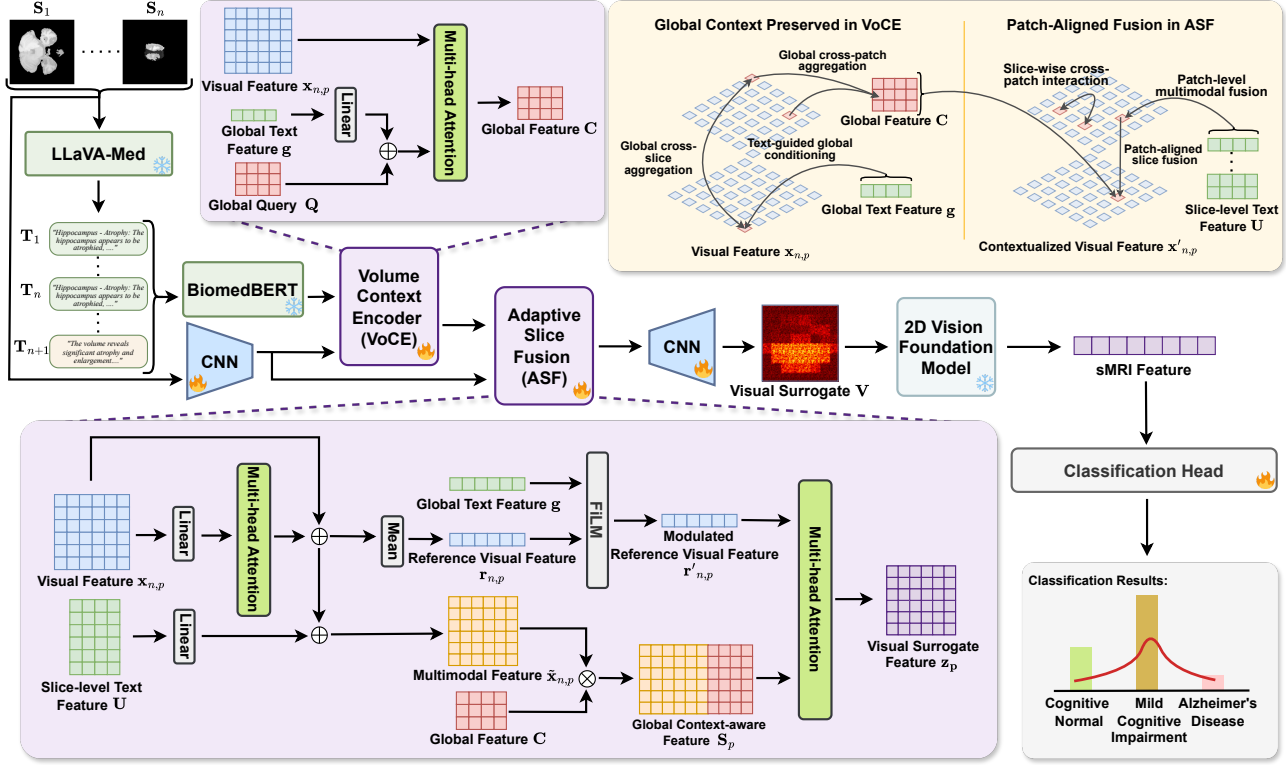 S1
Sn
LLaVA-Med
T1
"Hippocampus - Atrophy: The
hippocampus appears to be
atrophied, ...."
Tn
"Hippocampus - Atrophy: The
hippocampus appears to be
atrophied, ...."
Tn+1
"The volume reveals
significant atrophy and
enlargement...."
Visual Feature xn,p
Global Text
Feature g
Linear
Global Query Q
Multi-head Attention
Global Feature C
Global Context Preserved in VoCE
Global cross-patch
aggregation
Global Feature C
Global cross-
slice
aggregation
Text-guided global
conditioning
Global Text Feature g
Visual Feature xn,p
Patch-Aligned Fusion in ASF
Slice-wise cross-
patch interaction
Patch-level
multimodal fusion
Patch-aligned
slice fusion
Slice-level Text
Feature U
Contextualized Visual Feature x'n,p
BiomedBERT
CNN
Volume
Context
Encoder
(VoCE)
Adaptive
Slice
Fusion
(ASF)
CNN
Visual Surrogate V
2D Vision
Foundation
Model
sMRI Feature
Classification Head
Visual Feature xn,p
Slice-level Text
Feature U
Linear
Linear
Multi-head Attention
Mean
Global Text Feature g
Reference Visual Feature
rn,p
FiLM
Modulated
Reference Visual Feature
r'n,p
Multimodal Feature x̃n,p
Global Feature C
Global Context-aware
Feature Sp
Multi-head Attention
Visual Surrogate
Feature zp
Classification Results:
Cognitive
Normal
Mild
Cognitive
Impairment
Alzheimer's
Disease